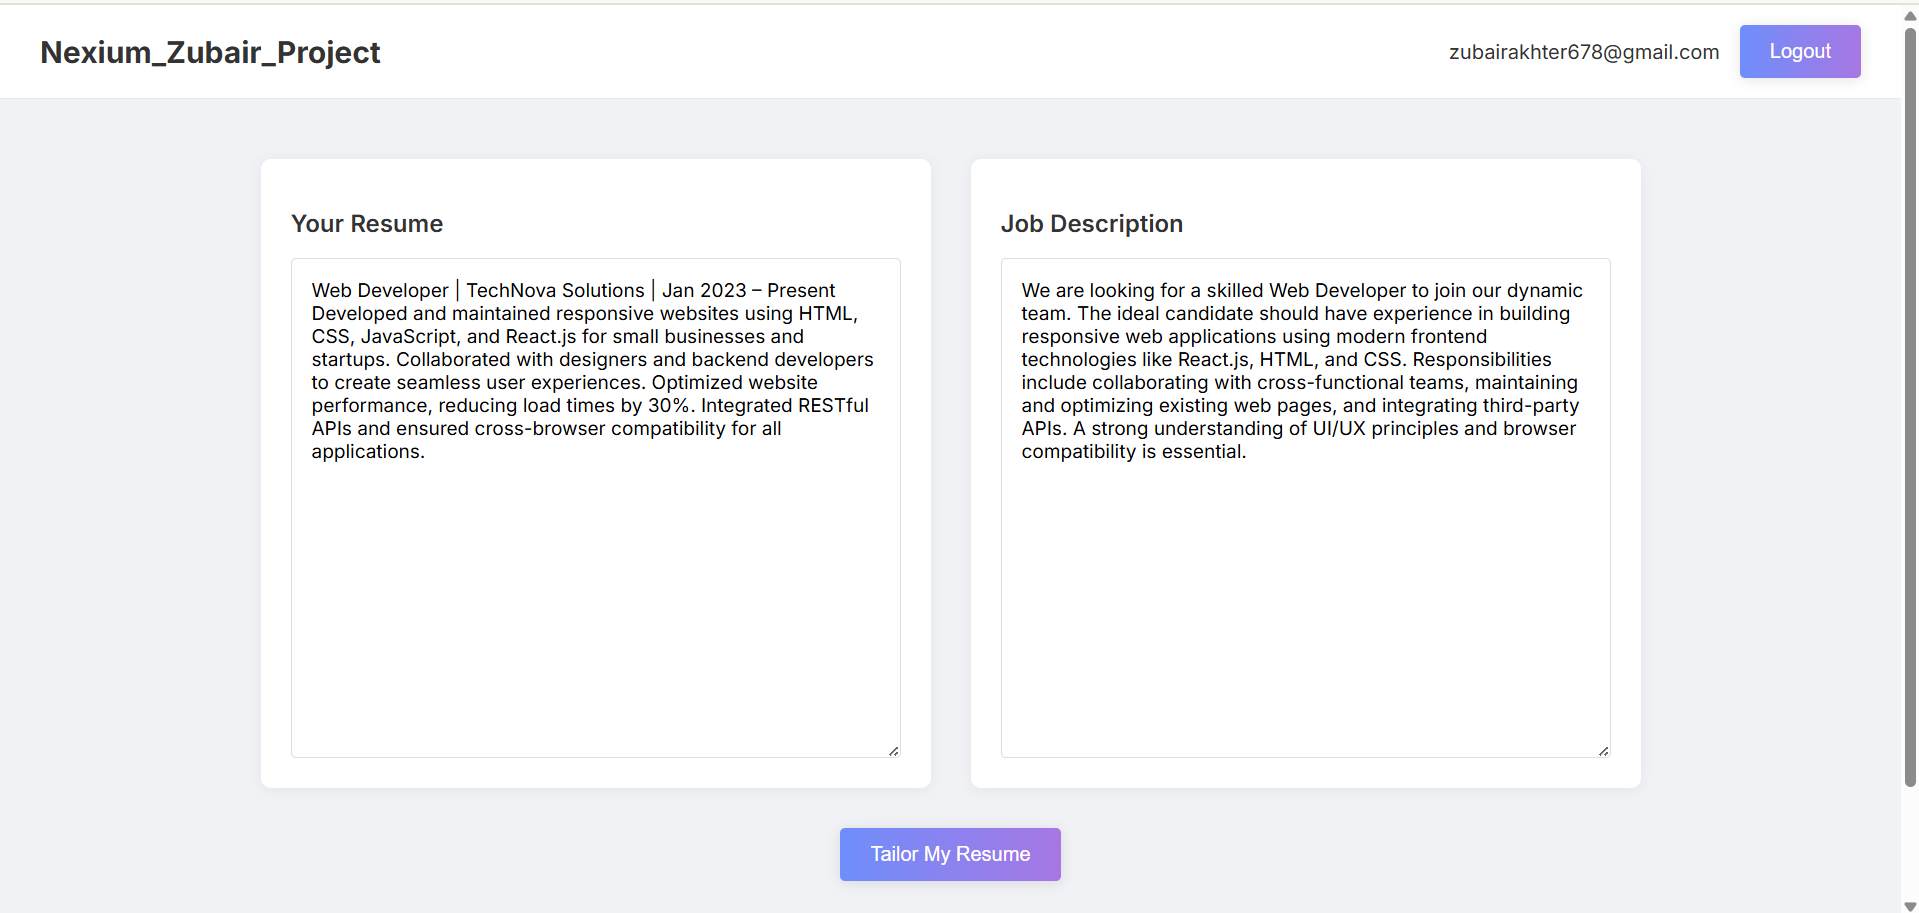 Nexium_Zubair_Project
zubairakhter678@gmail.com
Logout
Your Resume
Web Developer | TechNova Solutions | Jan 2023 – Present
Developed and maintained responsive websites using HTML,
CSS, JavaScript, and React.js for small businesses and
startups. Collaborated with designers and backend developers
to create seamless user experiences. Optimized website
performance, reducing load times by 30%. Integrated RESTful
APIs and ensured cross-browser compatibility for all
applications.
Job Description
We are looking for a skilled Web Developer to join our dynamic
team. The ideal candidate should have experience in building
responsive web applications using modern frontend
technologies like React.js, HTML, and CSS. Responsibilities
include collaborating with cross-functional teams, maintaining
and optimizing existing web pages, and integrating third-party
APIs. A strong understanding of UI/UX principles and browser
compatibility is essential.
Tailor My Resume